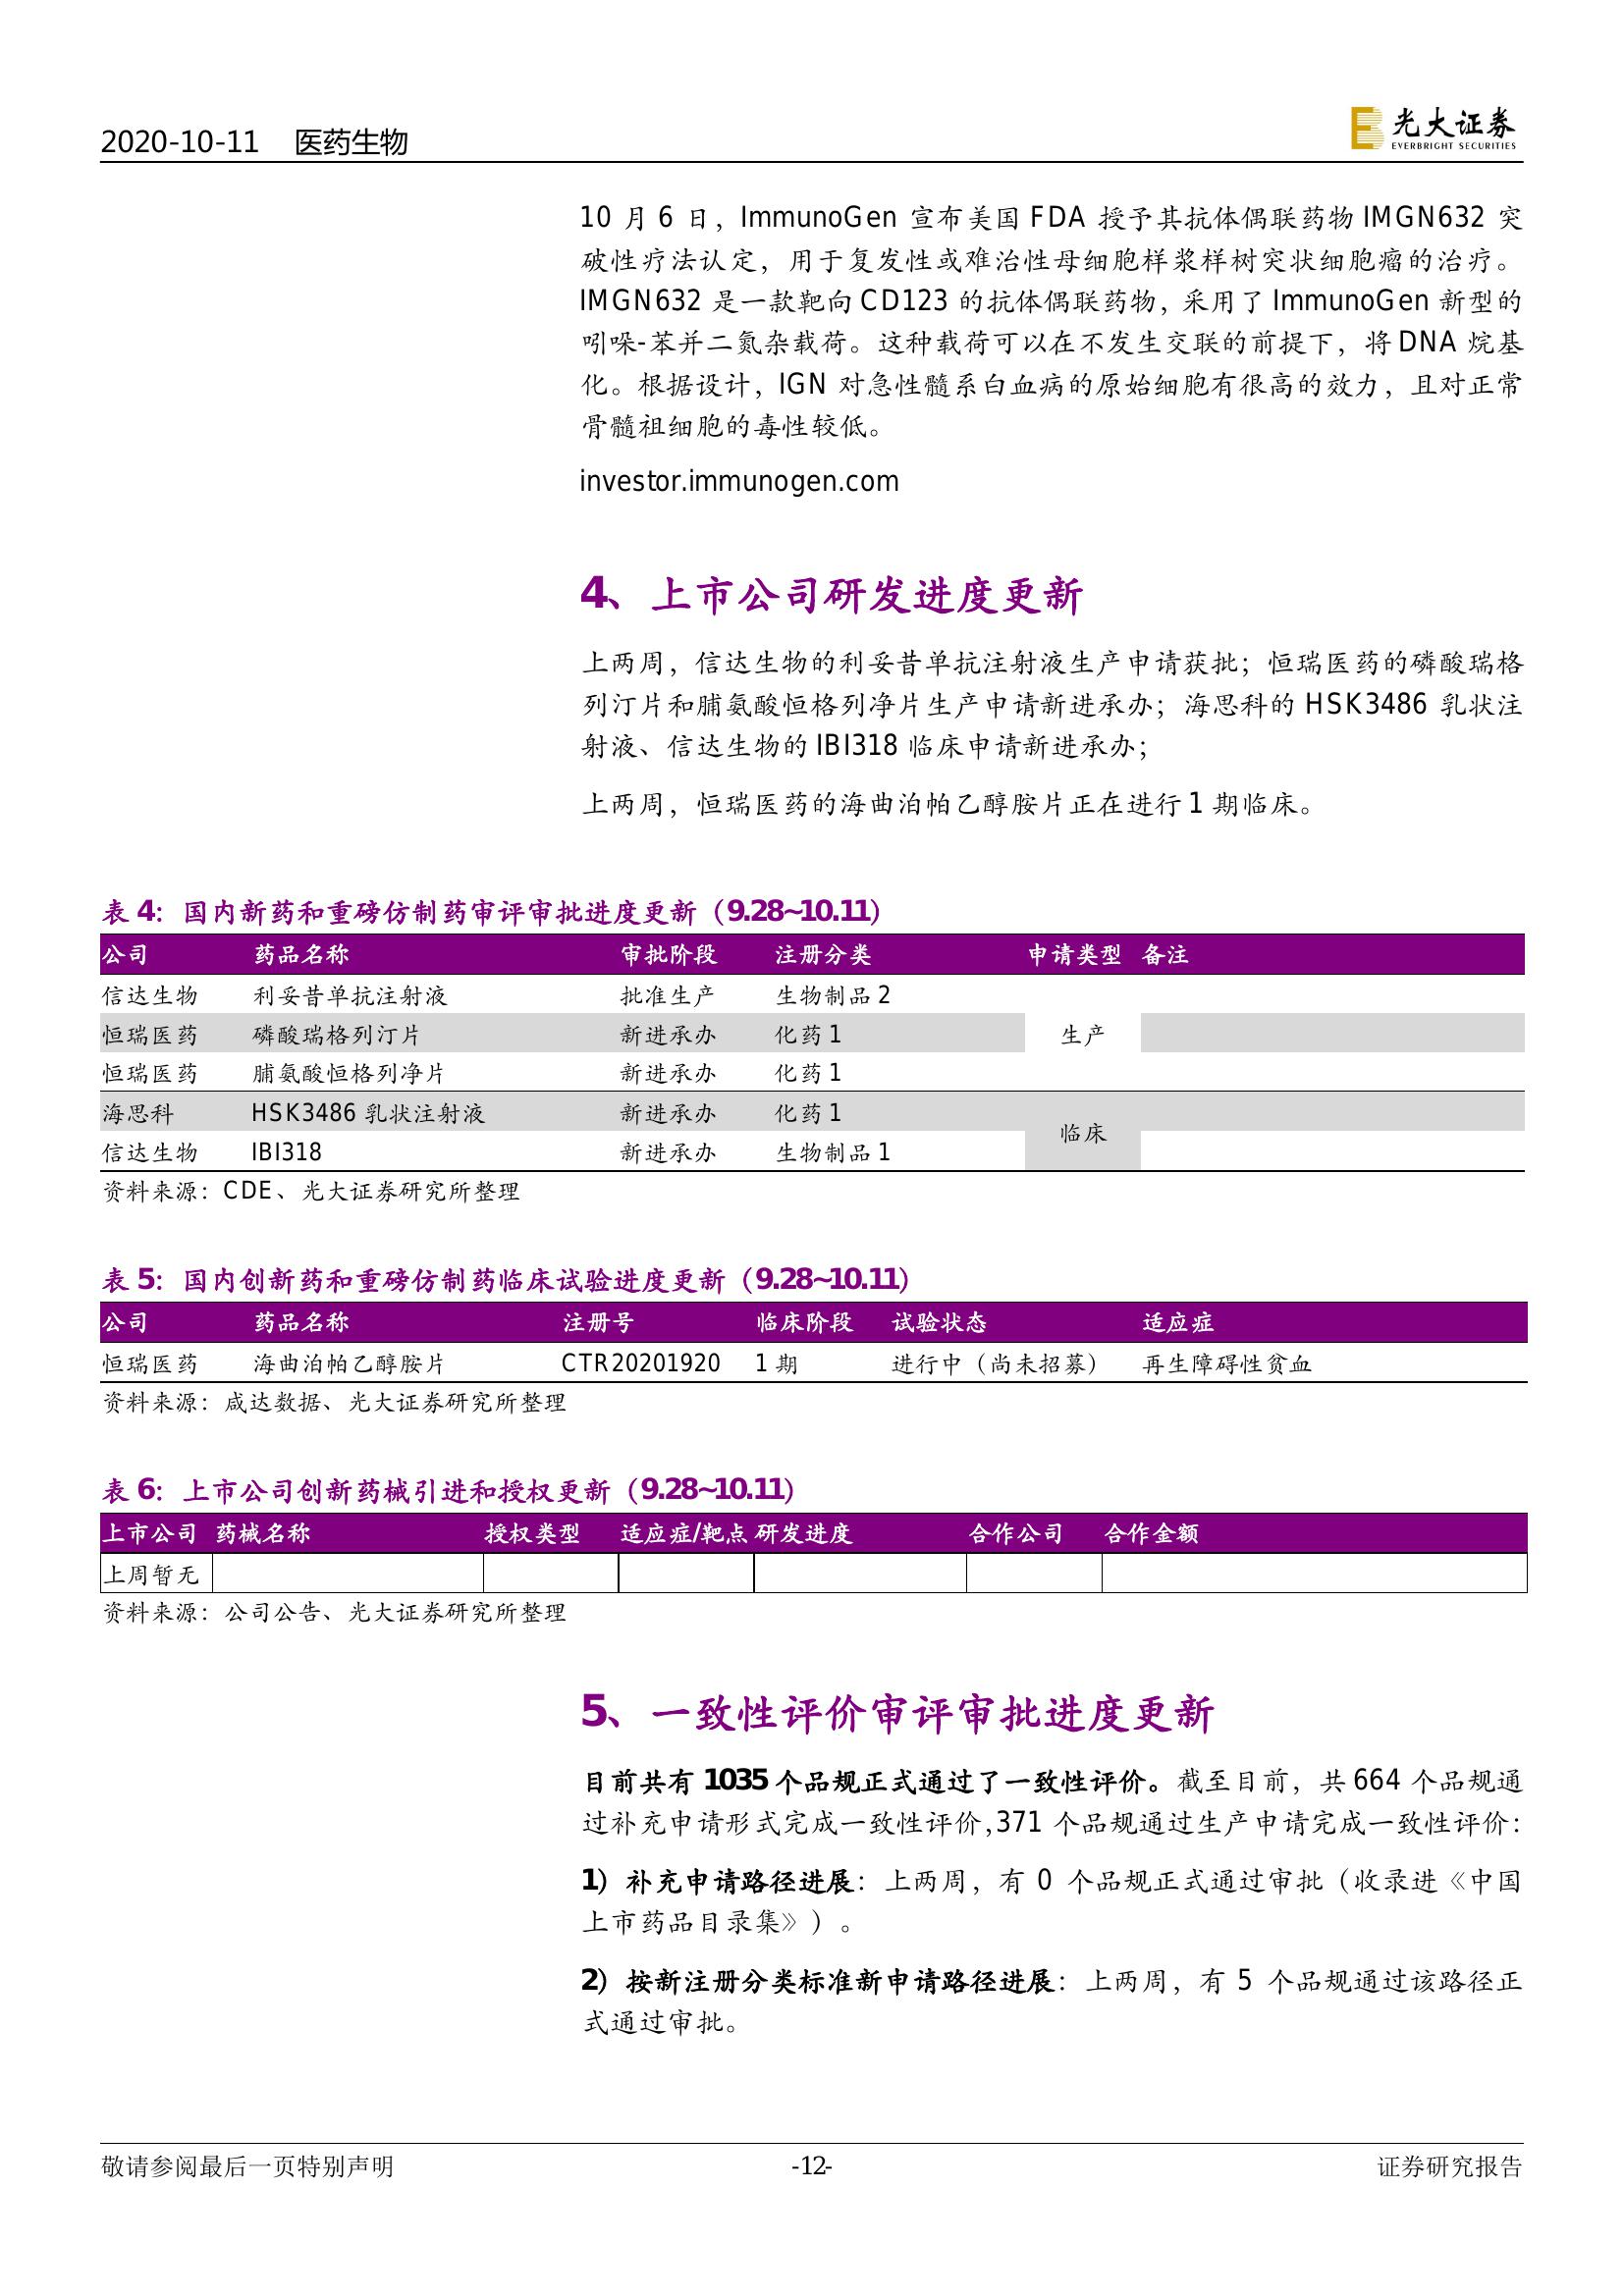 2020-10-11 医药生物
光大证券
EVERBRIGHT SECURITIES
10 月 6 日，ImmunoGen 宣布美国 FDA 授予其抗体偶联药物 IMGN632 突
破性疗法认定，用于复发性或难治性母细胞样浆样树突状细胞瘤的治疗。
IMGN632 是一款靶向 CD123 的抗体偶联药物，采用了 ImmunoGen 新型的
吲哚-苯并二氮杂载荷。这种载荷可以在不发生交联的前提下，将 DNA 烷基
化。根据设计，IGN 对急性髓系白血病的原始细胞有很高的效力，且对正常
骨髓祖细胞的毒性较低。
investor.immunogen.com
4、上市公司研发进度更新
上两周，信达生物的利妥昔单抗注射液生产申请获批；恒瑞医药的磷酸瑞格
列汀片和脯氨酸恒格列净片生产申请新进承办；海思科的 HSK3486 乳状注
射液、信达生物的 IBI318 临床申请新进承办；
上两周，恒瑞医药的海曲泊帕乙醇胺片正在进行 1 期临床。
表 4：国内新药和重磅仿制药审评审批进度更新（9.28~10.11）
公司 药品名称 审批阶段 注册分类 申请类型 备注
信达生物 利妥昔单抗注射液 批准生产 生物制品 2
恒瑞医药 磷酸瑞格列汀片 新进承办 化药 1 生产
恒瑞医药 脯氨酸恒格列净片 新进承办 化药 1
海思科 HSK3486 乳状注射液 新进承办 化药 1 临床
信达生物 IBI318 新进承办 生物制品 1
资料来源：CDE、光大证券研究所整理
表 5：国内创新药和重磅仿制药临床试验进度更新（9.28~10.11）
公司 药品名称 注册号 临床阶段 试验状态 适应症
恒瑞医药 海曲泊帕乙醇胺片 CTR20201920 1 期 进行中（尚未招募） 再生障碍性贫血
资料来源：咸达数据、光大证券研究所整理
表 6：上市公司创新药械引进和授权更新（9.28~10.11）
上市公司 药械名称 授权类型 适应症/靶点 研发进度 合作公司 合作金额
上周暂无
资料来源：公司公告、光大证券研究所整理
5、一致性评价审评审批进度更新
目前共有 1035 个品规正式通过了一致性评价。截至目前，共 664 个品规通
过补充申请形式完成一致性评价，371 个品规通过生产申请完成一致性评价：
1）补充申请路径进展：上两周，有 0 个品规正式通过审批（收录进《中国
上市药品目录集》）。
2）按新注册分类标准新申请路径进展：上两周，有 5 个品规通过该路径正
式通过审批。
敬请参阅最后一页特别声明 -12- 证券研究报告